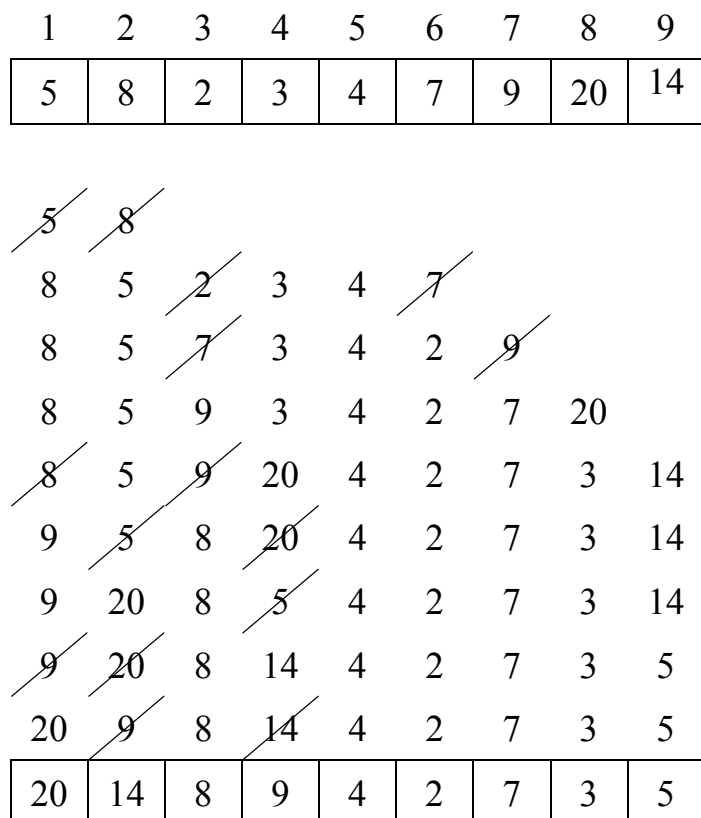 1 2 3 4 5 6 7 8 9
5 8 2 3 4 7 9 20 14
5 8
8 5 2 3 4 7
8 5 7 3 4 2 9
8 5 9 3 4 2 7 20
8 5 9 20 4 2 7 3 14
9 5 8 20 4 2 7 3 14
9 20 8 5 4 2 7 3 14
9 20 8 14 4 2 7 3 5
20 9 8 14 4 2 7 3 5
20 14 8 9 4 2 7 3 5